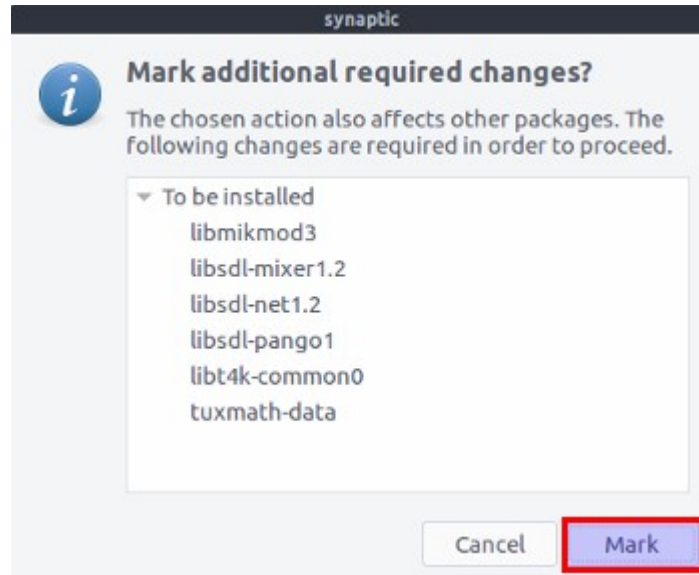 synaptic
Mark additional required changes?
The chosen action also affects other packages. The
following changes are required in order to proceed.
To be installed
libmikmod3
libsdl-mixer1.2
libsdl-net1.2
libsdl-pango1
libt4k-common0
tuxmath-data
Cancel
Mark